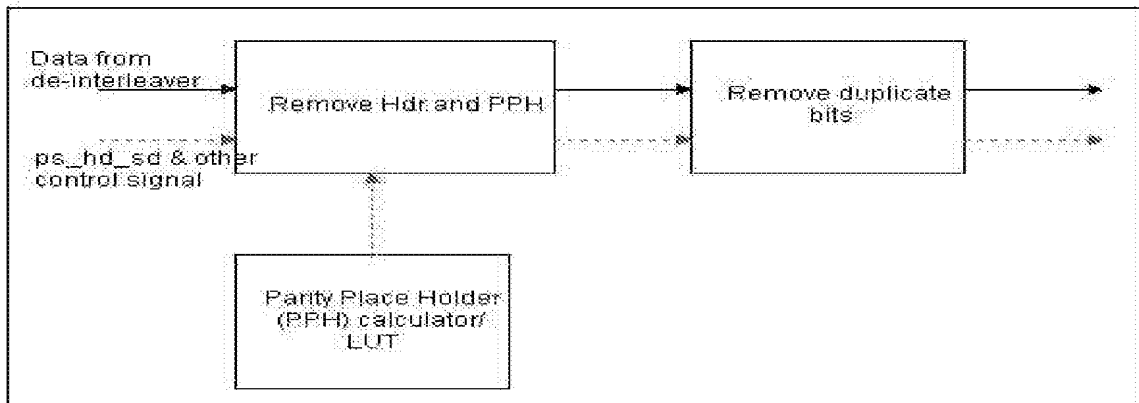 Data from
de-interleaver
Remove Hdr and PPH
Remove duplicate
bits
ps_hd_sd & other
control signal
Parity Place Holder
(PPH) calculator/
LUT